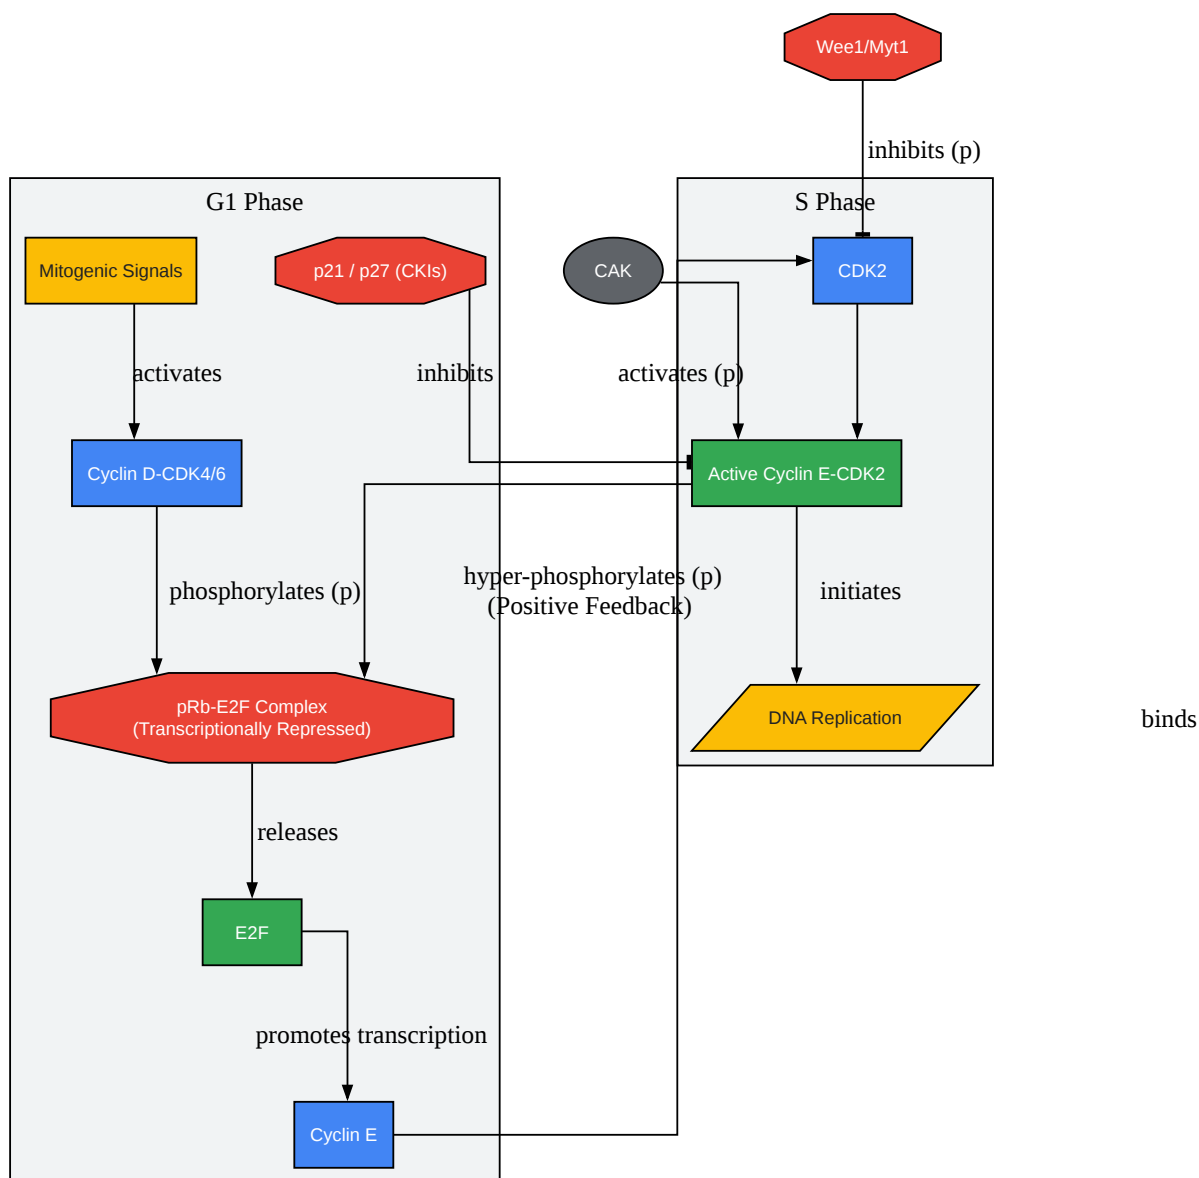 Wee1/Myt1
inhibits (p)
G1 Phase
S Phase
Mitogenic Signals
p21 / p27 (CKIs)
CAK
CDK2
activates
inhibits
activates (p)
Cyclin D-CDK4/6
Active Cyclin E-CDK2
phosphorylates (p)
hyper-phosphorylates (p)
(Positive Feedback)
initiates
pRb-E2F Complex
(Transcriptionally Repressed)
DNA Replication
binds
releases
E2F
promotes transcription
Cyclin E